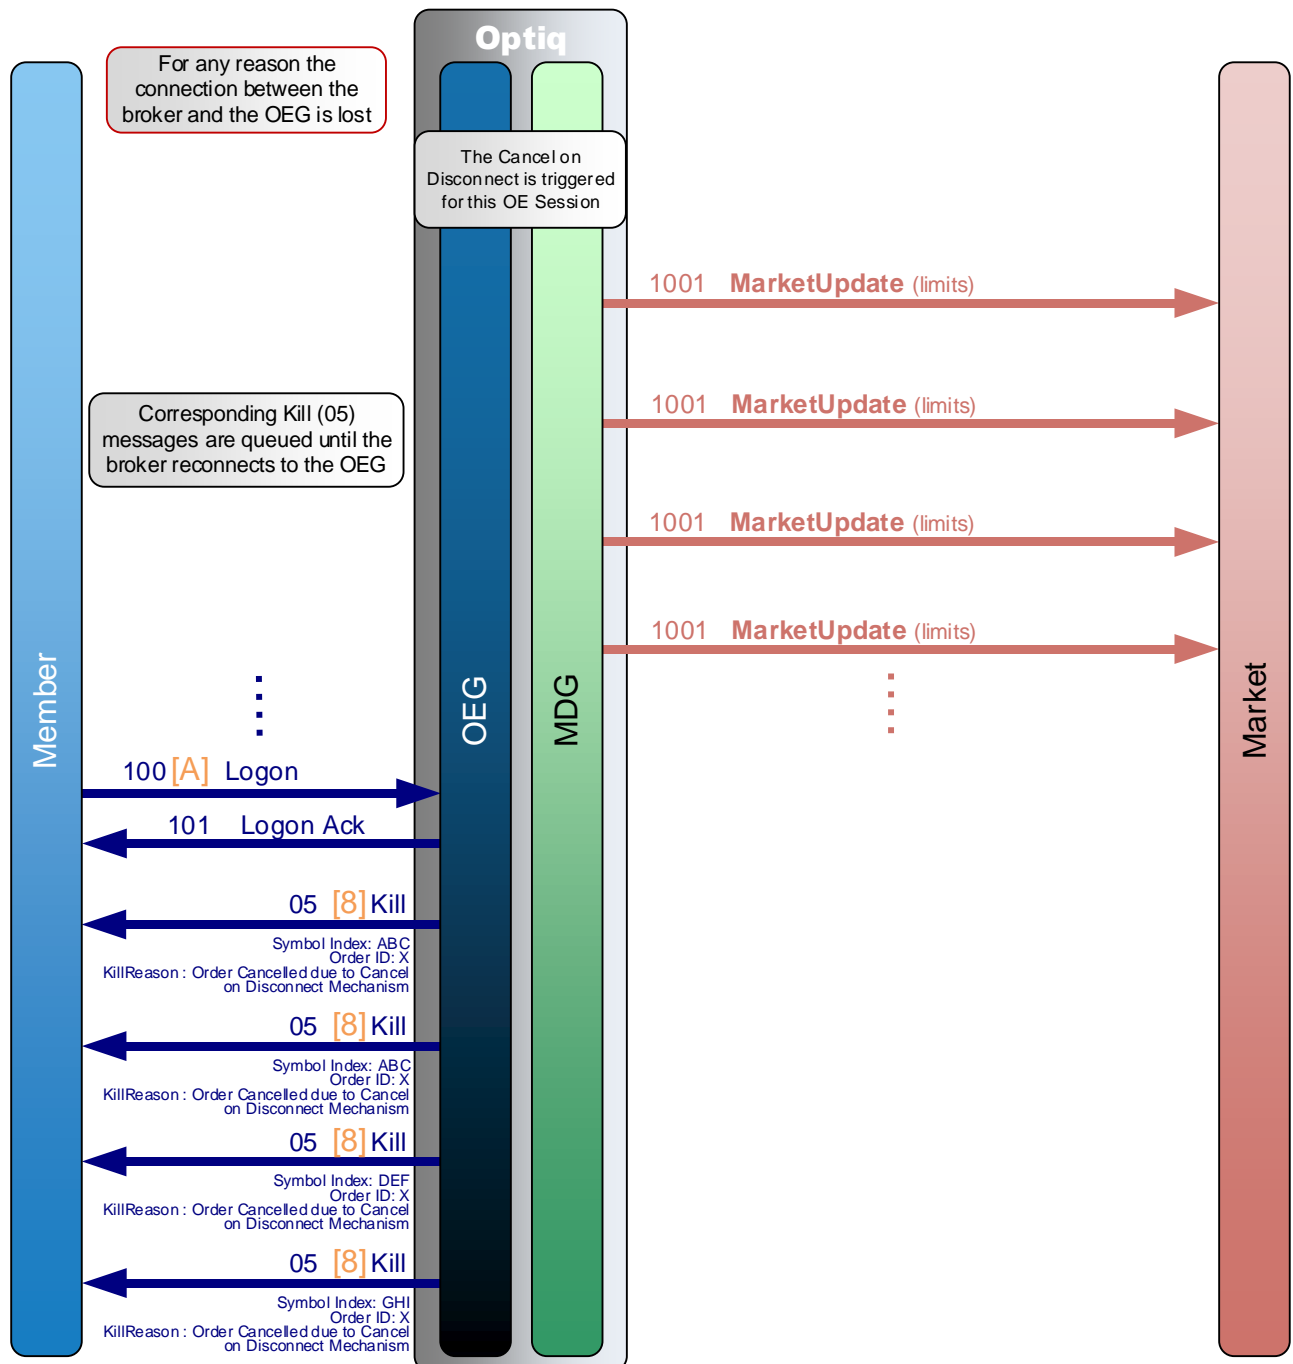 Optiq
For any reason the
connection between the
broker and the OEG is lost
The Cancel on
Disconnect is triggered
for this OE Session
1001 MarketUpdate (limits)
Corresponding Kill (05)
messages are queued until the
broker reconnects to the OEG
1001 MarketUpdate (limits)
1001 MarketUpdate (limits)
1001 MarketUpdate (limits)
Member
OEG
MDG
Market
100 [A] Logon
101 Logon Ack
05 [8] Kill
Symbol Index: ABC
Order ID: X
KillReason : Order Cancelled due to Cancel
on Disconnect Mechanism
05 [8] Kill
Symbol Index: ABC
Order ID: X
KillReason : Order Cancelled due to Cancel
on Disconnect Mechanism
05 [8] Kill
Symbol Index: DEF
Order ID: X
KillReason : Order Cancelled due to Cancel
on Disconnect Mechanism
05 [8] Kill
Symbol Index: GHI
Order ID: X
KillReason : Order Cancelled due to Cancel
on Disconnect Mechanism